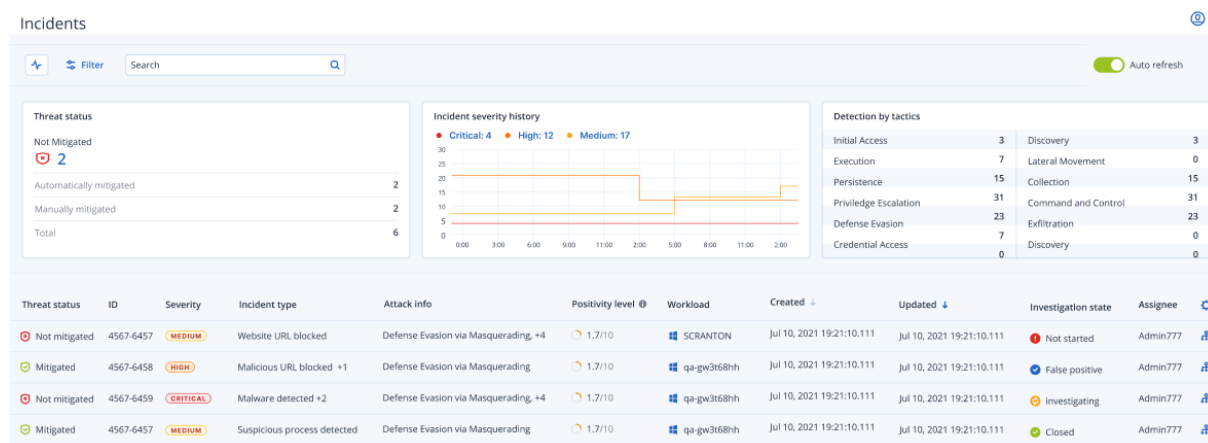 Incidents
Filter
Search
Auto refresh
Threat status
Not Mitigated
2
Automatically mitigated 2
Manually mitigated 2
Total 6
Incident severity history
Critical: 4 High: 12 Medium: 17
30
25
20
15
10
5
0
0:00 3:00 6:00 9:00 11:00 2:00 5:00 8:00 11:00 2:00
Detection by tactics
Initial Access 3 Discovery 3
Execution 7 Lateral Movement 0
Persistence 15 Collection 15
Priviledge Escalation 31 Command and Control 31
Defense Evasion 23 Exfiltration 23
Credential Access 7 Discovery 0
0 0
Threat status ID Severity Incident type Attack info Positivity level Workload Created ↓ Updated ↓ Investigation state Assignee
Not mitigated 4567-6457 MEDIUM Website URL blocked Defense Evasion via Masquerading, +4 1.7/10 SCRANTON Jul 10, 2021 19:21:10.111 Jul 10, 2021 19:21:10.111 Not started Admin777
Mitigated 4567-6458 HIGH Malicious URL blocked +1 Defense Evasion via Masquerading 1.7/10 qa-gw3t68hh Jul 10, 2021 19:21:10.111 Jul 10, 2021 19:21:10.111 False positive Admin777
Not mitigated 4567-6459 CRITICAL Malware detected +2 Defense Evasion via Masquerading, +4 1.7/10 qa-gw3t68hh Jul 10, 2021 19:21:10.111 Jul 10, 2021 19:21:10.111 investigating Admin777
Mitigated 4567-6457 MEDIUM Suspicious process detected Defense Evasion via Masquerading 1.7/10 qa-gw3t68hh Jul 10, 2021 19:21:10.111 Jul 10, 2021 19:21:10.111 Closed Admin777